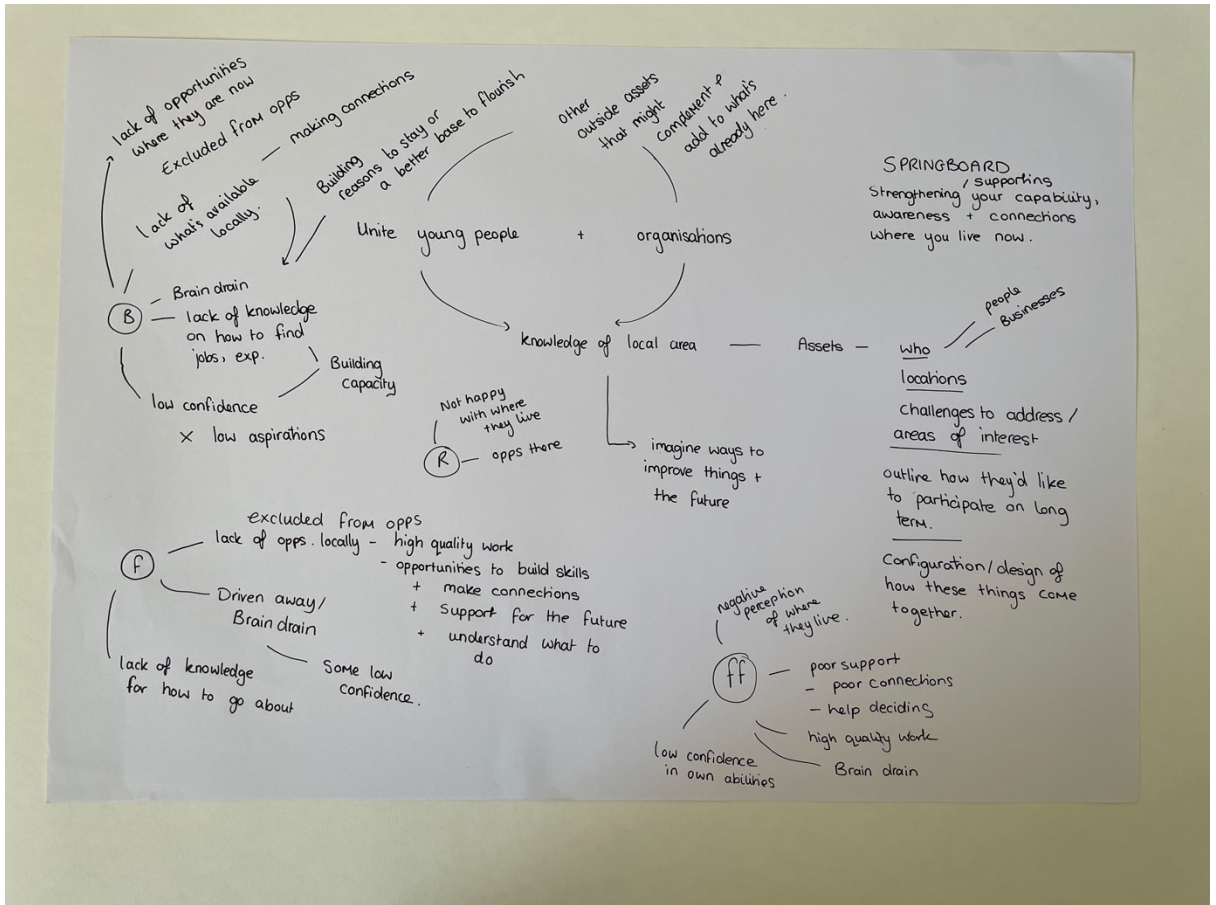 lack of opportunities
where they are now
Excluded from opps
lack of
what's available
locally.
making connections
Building
reasons to stay or
a better base to flourish
Other
outside assets
that might
Complement &
add to what's
already here.
Unite young people + organisations
SPRINGBOARD
/ supporting
Strengthening your capability,
awareness + connections
where you live now.
B
Brain drain
lack of knowledge
on how to find
jobs, exp.
Building
capacity
low confidence
x low aspirations
knowledge of local area — Assets — who
people
Businesses
locations
challenges to address/
areas of interest
outline how they'd like
to participate on long
term.
Configuration/design of
how these things come
together.
Not happy
with where
they live
R — opps there
imagine ways to
improve things +
the future
f
excluded from opps
lack of opps. locally - high quality work
- opportunities to build skills
+ make connections
+ Support for the future
+ understand what to
do
Driven away/
Brain drain
Some low
confidence.
lack of knowledge
for how to go about
negative
perception
of where
they live.
ff
poor support
- poor connections
- help deciding
high quality work
Brain drain
low confidence
in own abilities